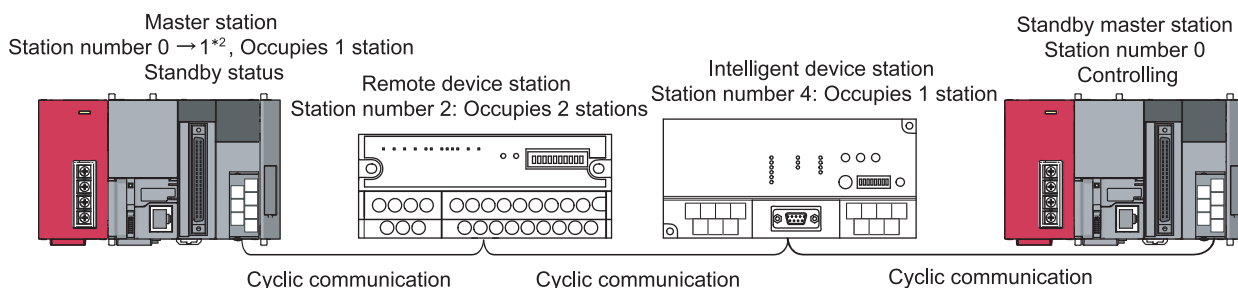 Master station
Station number 0 →1*2, Occupies 1 station
Standby status
Remote device station
Station number 2: Occupies 2 stations
Intelligent device station
Station number 4: Occupies 1 station
Standby master station
Station number 0
Controlling
Cyclic communication
Cyclic communication
Cyclic communication